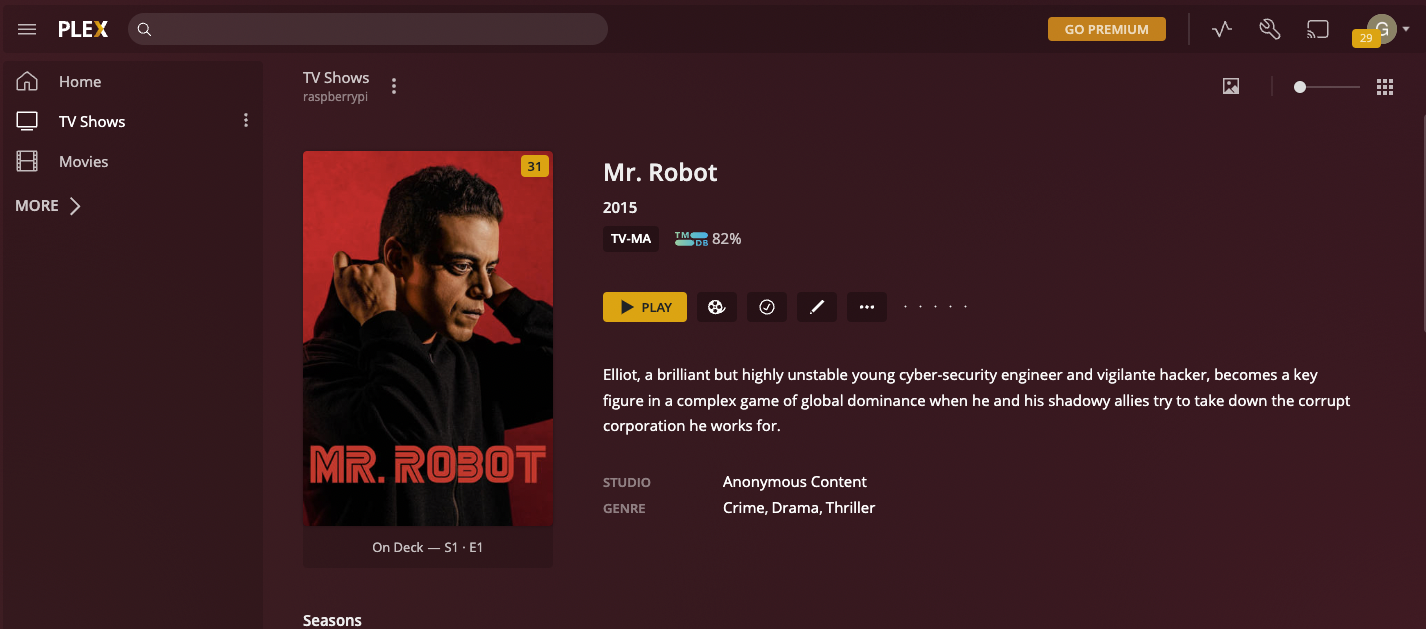 PLEX
GO PREMIUM
29
G
Home
TV Shows
Movies
MORE
TV Shows
raspberrypi
31
MR. ROBOT
On Deck — S1 · E1
Mr. Robot
2015
TV-MA
TMDB 82%
PLAY
Elliot, a brilliant but highly unstable young cyber-security engineer and vigilante hacker, becomes a key
figure in a complex game of global dominance when he and his shadowy allies try to take down the corrupt
corporation he works for.
STUDIO Anonymous Content
GENRE Crime, Drama, Thriller
Seasons